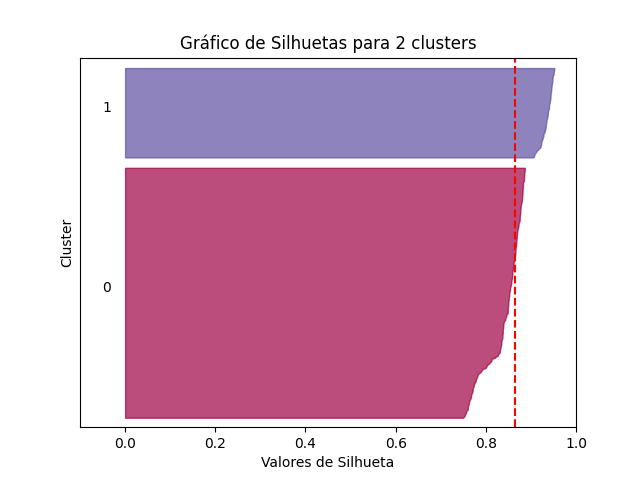 Gráfico de Silhuetas para 2 clusters
1
0
Cluster
0.0 0.2 0.4 0.6 0.8 1.0
Valores de Silhueta